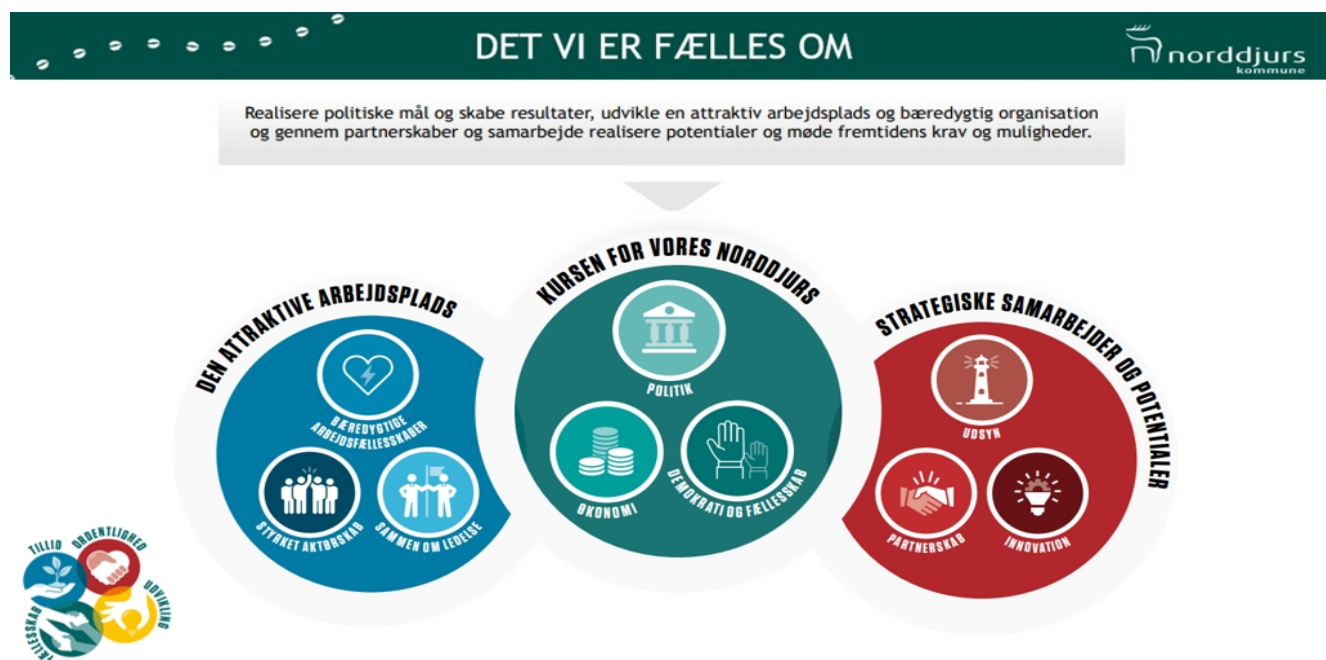 DET VI ER FÆLLES OM
norddjurs
kommune
Realisere politiske mål og skabe resultater, udvikle en attraktiv arbejdsplads og bæredygtig organisation
og gennem partnerskaber og samarbejde realisere potentialer og møde fremtidens krav og muligheder.
DEN ATTRAKTIVE ARBEJDSPLADS
BÆREDYGTIGE
ARBEJDSFÆLLESSKABER
STYRKET AKTØRSKAB
SAMMEN OM LEDELSE
KURSEN FOR VORES NORDDJURS
POLITIK
ØKONOMI
DEMOKRATI OG FÆLLESSKAB
STRATEGISKE SAMARBEJDER OG POTENTIALER
UDSYN
PARTNERSKAB
INNOVATION
TILLID
ORDENTLIGHED
UDVIKLING
FÆLLESSKAB